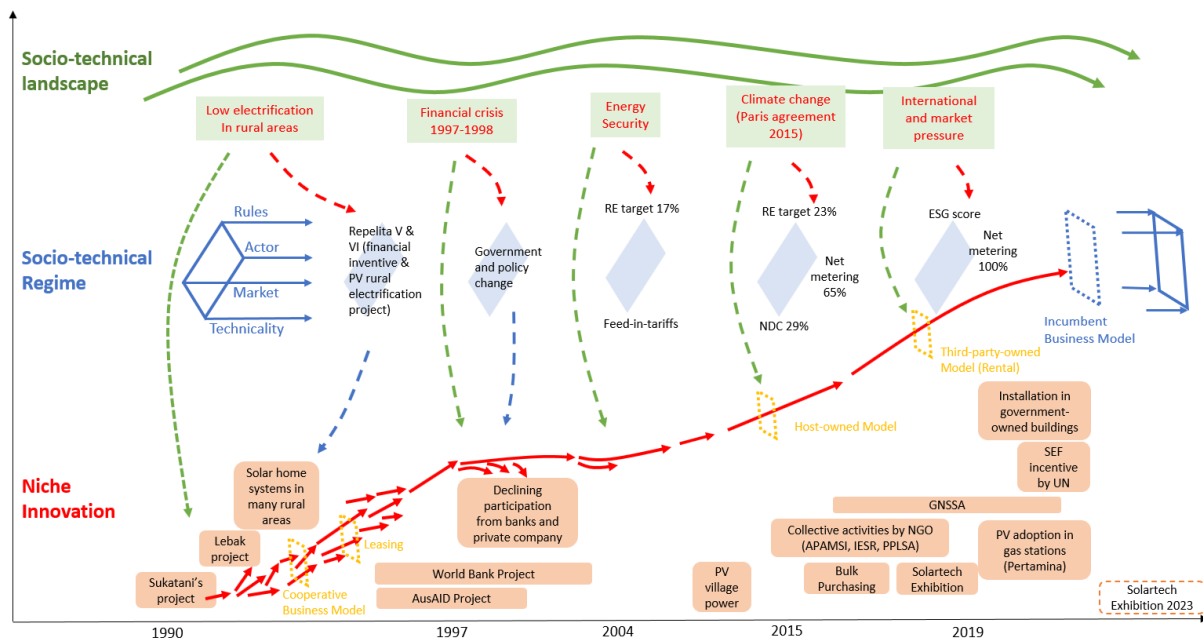 Socio-technical
landscape
Low electrification
In rural areas
Financial crisis
1997-1998
Energy
Security
Climate change
(Paris agreement
2015)
International
and market
pressure
Socio-technical
Regime
Rules
Actor
Market
Technicality
Repelita V &
VI (financial
inventive &
PV rural
electrification
project)
Government
and policy
change
RE target 17%
Feed-in-tariffs
RE target 23%
Net
metering
65%
NDC 29%
ESG score
Net
metering
100%
Incumbent
Business Model
Third-party-owned
Model (Rental)
Host-owned Model
Niche
Innovation
Solar home
systems in
many rural
areas
Lebak
project
Sukatani's
project
Leasing
Cooperative
Business Model
Declining
participation
from banks and
private company
World Bank Project
AusAID Project
PV
village
power
Installation in
government-
owned buildings
SEF
incentive
by UN
GNSSA
Collective activities by NGO
(APAMSI, IESR, PPLSA)
Bulk
Purchasing
Solartech
Exhibition
PV adoption in
gas stations
(Pertamina)
Solartech
Exhibition 2023
1990
1997
2004
2015
2019